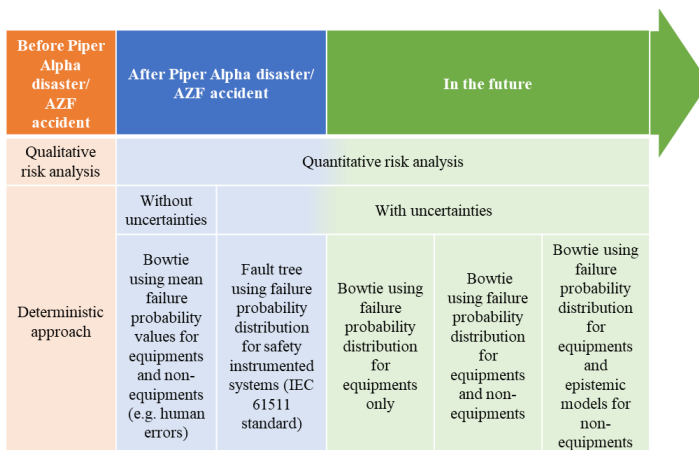 Before Piper
Alpha
disaster/
AZF
accident
After Piper Alpha disaster/
AZF accident
In the future
Qualitative
risk analysis
Quantitative risk analysis
Without
uncertainties
With uncertainties
Deterministic
approach
Bowtie
using mean
failure
probability
values for
equipments
and non-
equipments
(e.g. human
errors)
Fault tree
using failure
probability
distribution
for safety
instrumented
systems (IEC
61511
standard)
Bowtie using
failure
probability
distribution
for
equipments
only
Bowtie
using failure
probability
distribution
for
equipments
and non-
equipments
Bowtie using
failure
probability
distribution
for
equipments
and
epistemic
models for
non-
equipments